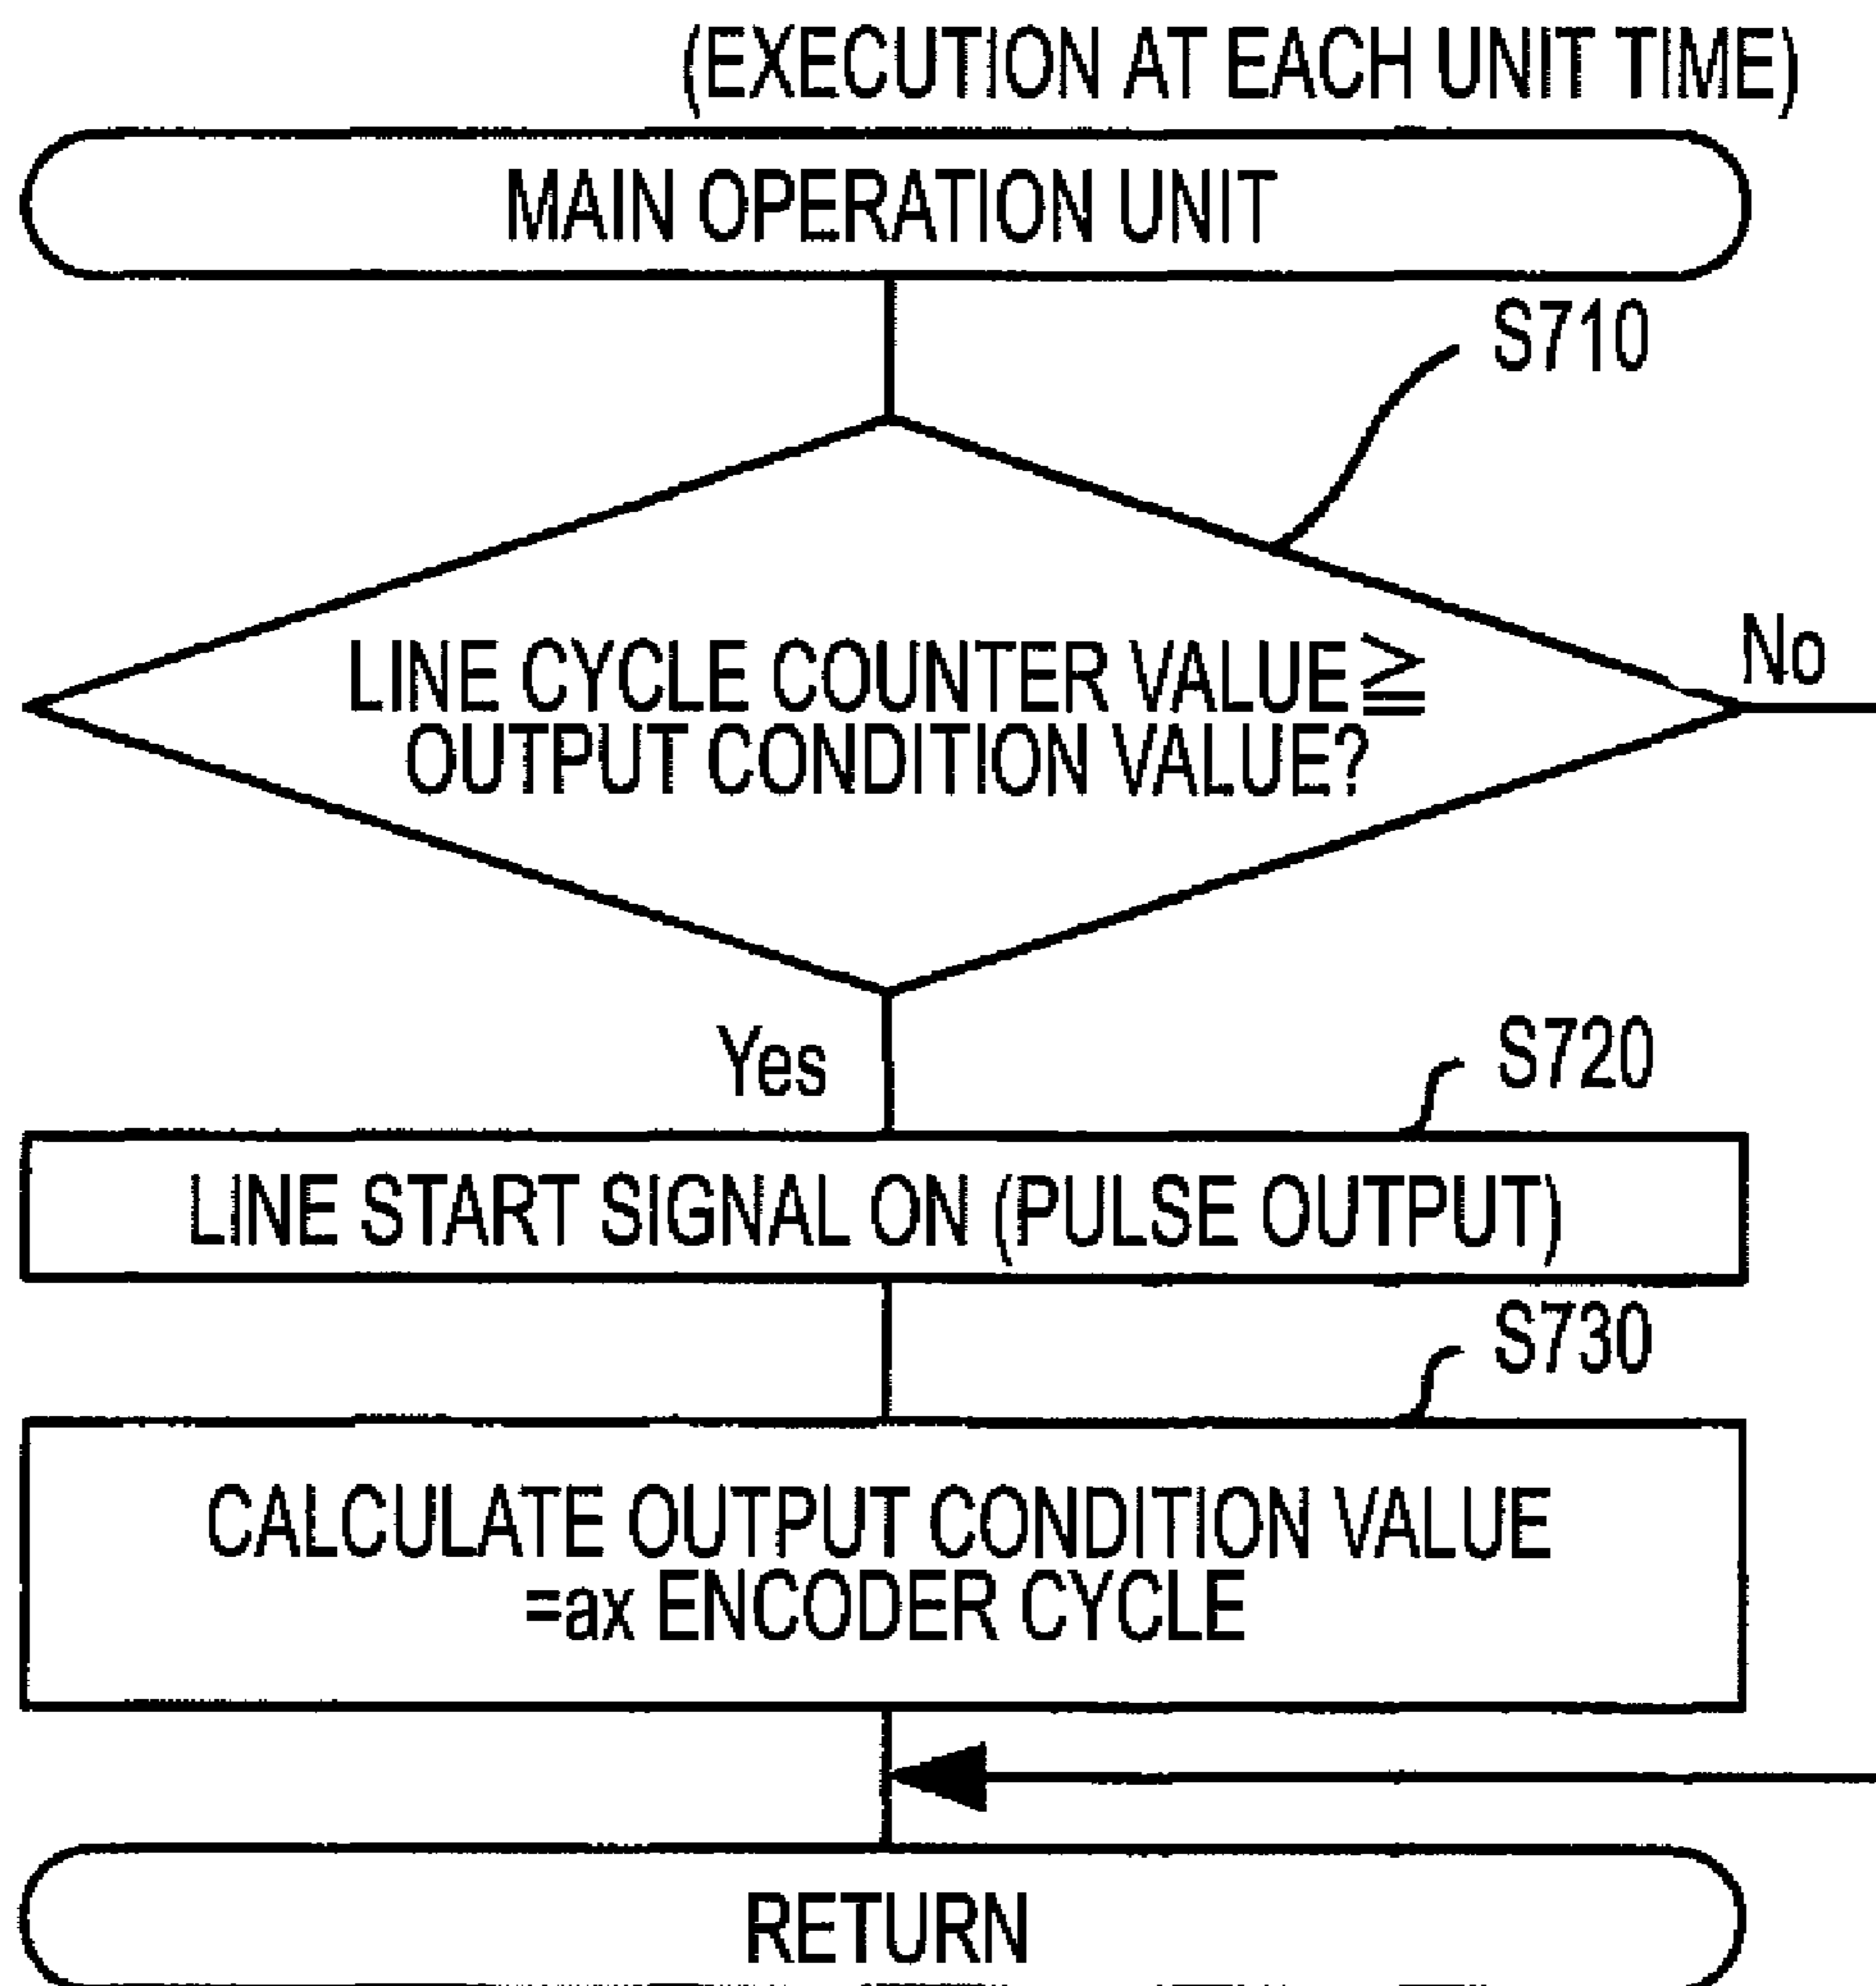 (EXECUTION AT EACH UNIT TIME)
MAIN OPERATION UNIT
S710
LINE CYCLE COUNTER VALUE≧
OUTPUT CONDITION VALUE?
No
Yes
S720
LINE START SIGNAL ON (PULSE OUTPUT)
S730
CALCULATE OUTPUT CONDITION VALUE
=ax ENCODER CYCLE
RETURN